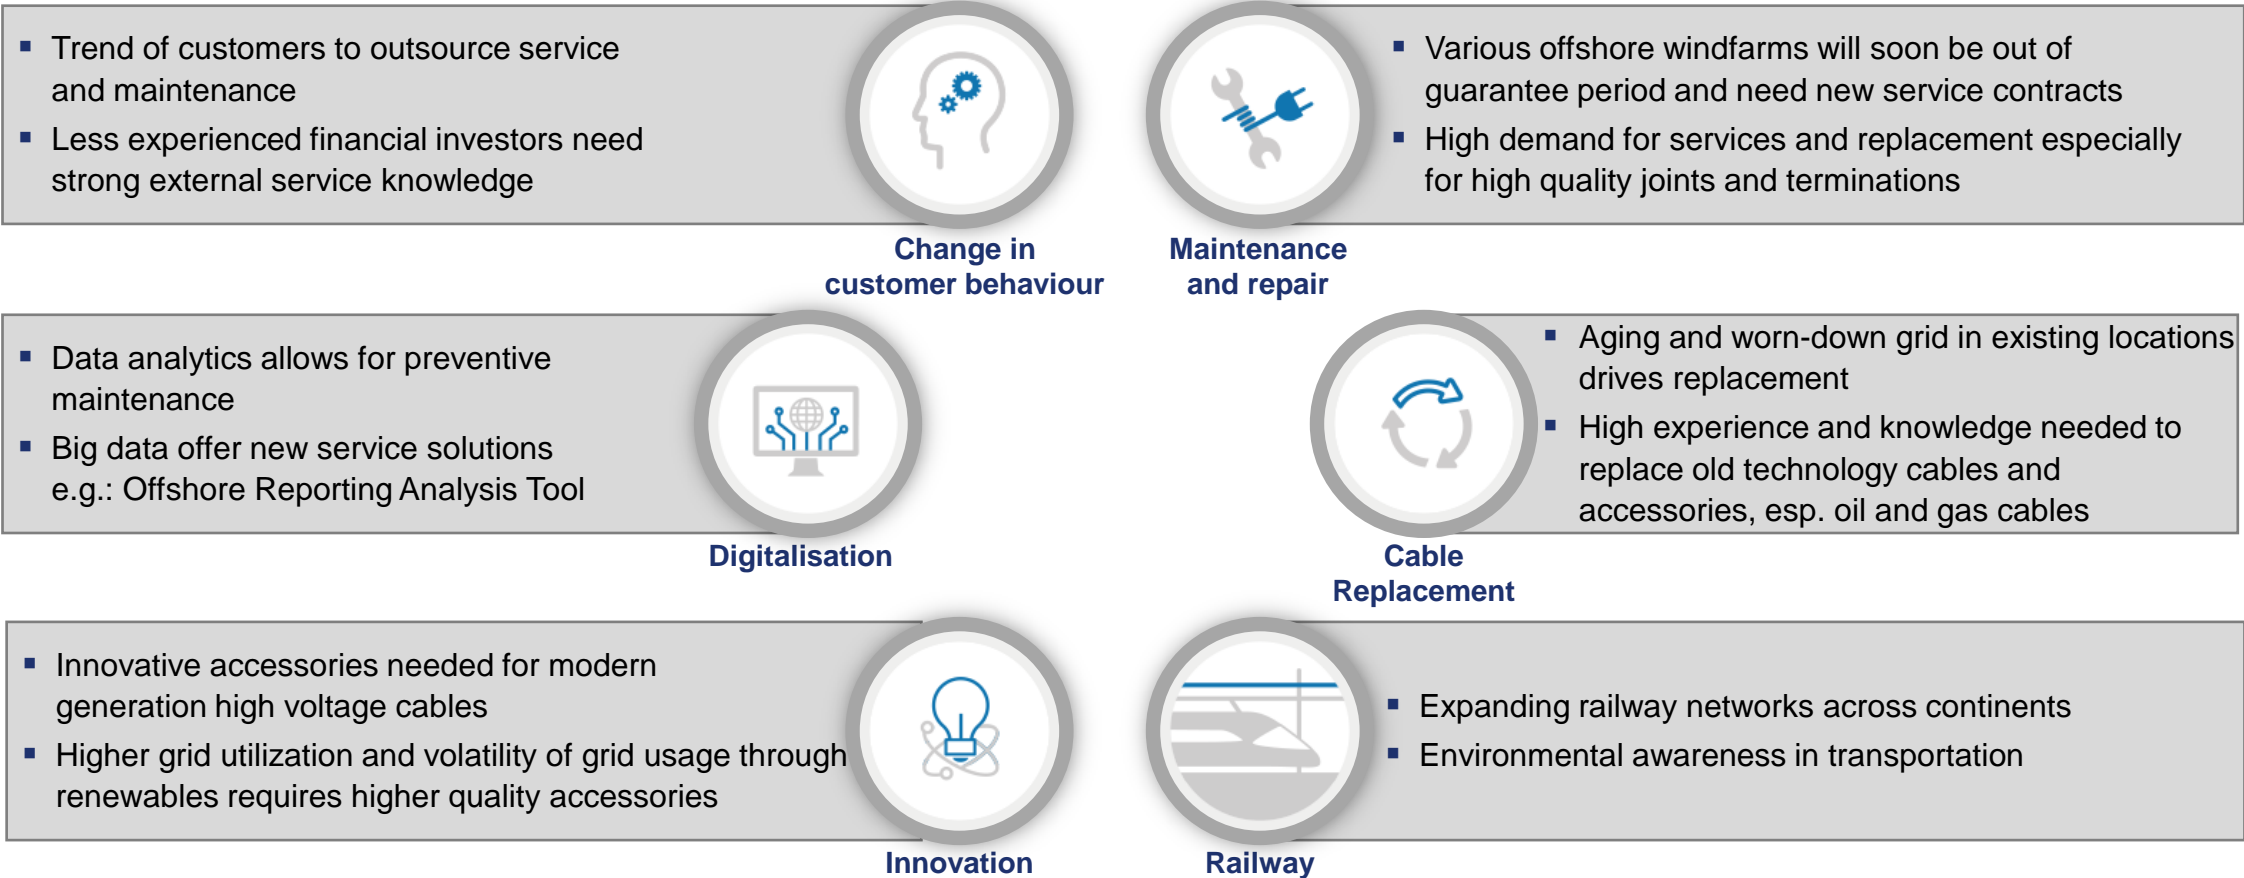 ▪ Trend of customers to outsource service
and maintenance
▪ Less experienced financial investors need
strong external service knowledge
Change in
customer behaviour
▪ Various offshore windfarms will soon be out of
guarantee period and need new service contracts
▪ High demand for services and replacement especially
for high quality joints and terminations
Maintenance
and repair
▪ Data analytics allows for preventive
maintenance
▪ Big data offer new service solutions
e.g.: Offshore Reporting Analysis Tool
Digitalisation
▪ Aging and worn-down grid in existing locations
drives replacement
▪ High experience and knowledge needed to
replace old technology cables and
accessories, esp. oil and gas cables
Cable
Replacement
▪ Innovative accessories needed for modern
generation high voltage cables
▪ Higher grid utilization and volatility of grid usage through
renewables requires higher quality accessories
Innovation
▪ Expanding railway networks across continents
▪ Environmental awareness in transportation
Railway